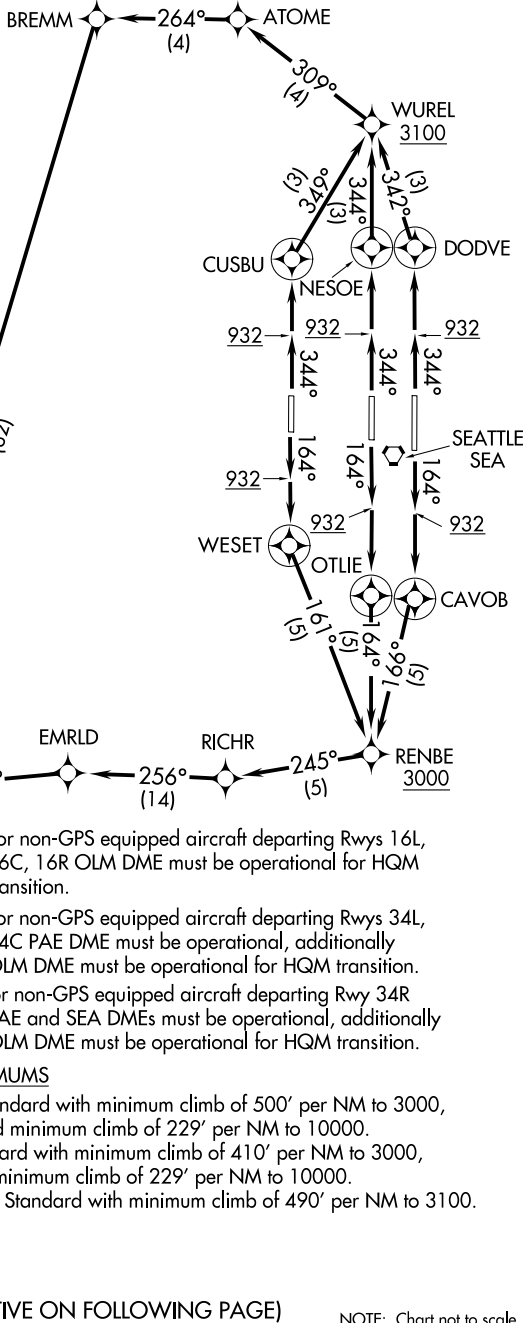 BREMM
264°
(4)
ATOME
309°
(4)
WUREL
3100
(3)
349°
(3)
344°
342°
(3)
CUSBU
NESOE
DODVE
932
932
932
344°
344°
344°
SEATTLE
SEA
164°
164°
164°
932
932
932
WESET
OTLIE
CAVOB
161°
(5)
164°
(5)
166°
(5)
EMRLD
RICHR
RENBE
3000
256°
(14)
245°
(5)
or non-GPS equipped aircraft departing Rwys 16L,
6C, 16R OLM DME must be operational for HQM
ansition.
or non-GPS equipped aircraft departing Rwys 34L,
4C PAE DME must be operational, additionally
OLM DME must be operational for HQM transition.
or non-GPS equipped aircraft departing Rwy 34R
AE and SEA DMEs must be operational, additionally
OLM DME must be operational for HQM transition.
MUMS
ndard with minimum climb of 500' per NM to 3000,
d minimum climb of 229' per NM to 10000.
ard with minimum climb of 410' per NM to 3000,
minimum climb of 229' per NM to 10000.
Standard with minimum climb of 490' per NM to 3100.
TIVE ON FOLLOWING PAGE)
NOTE: Chart not to scale